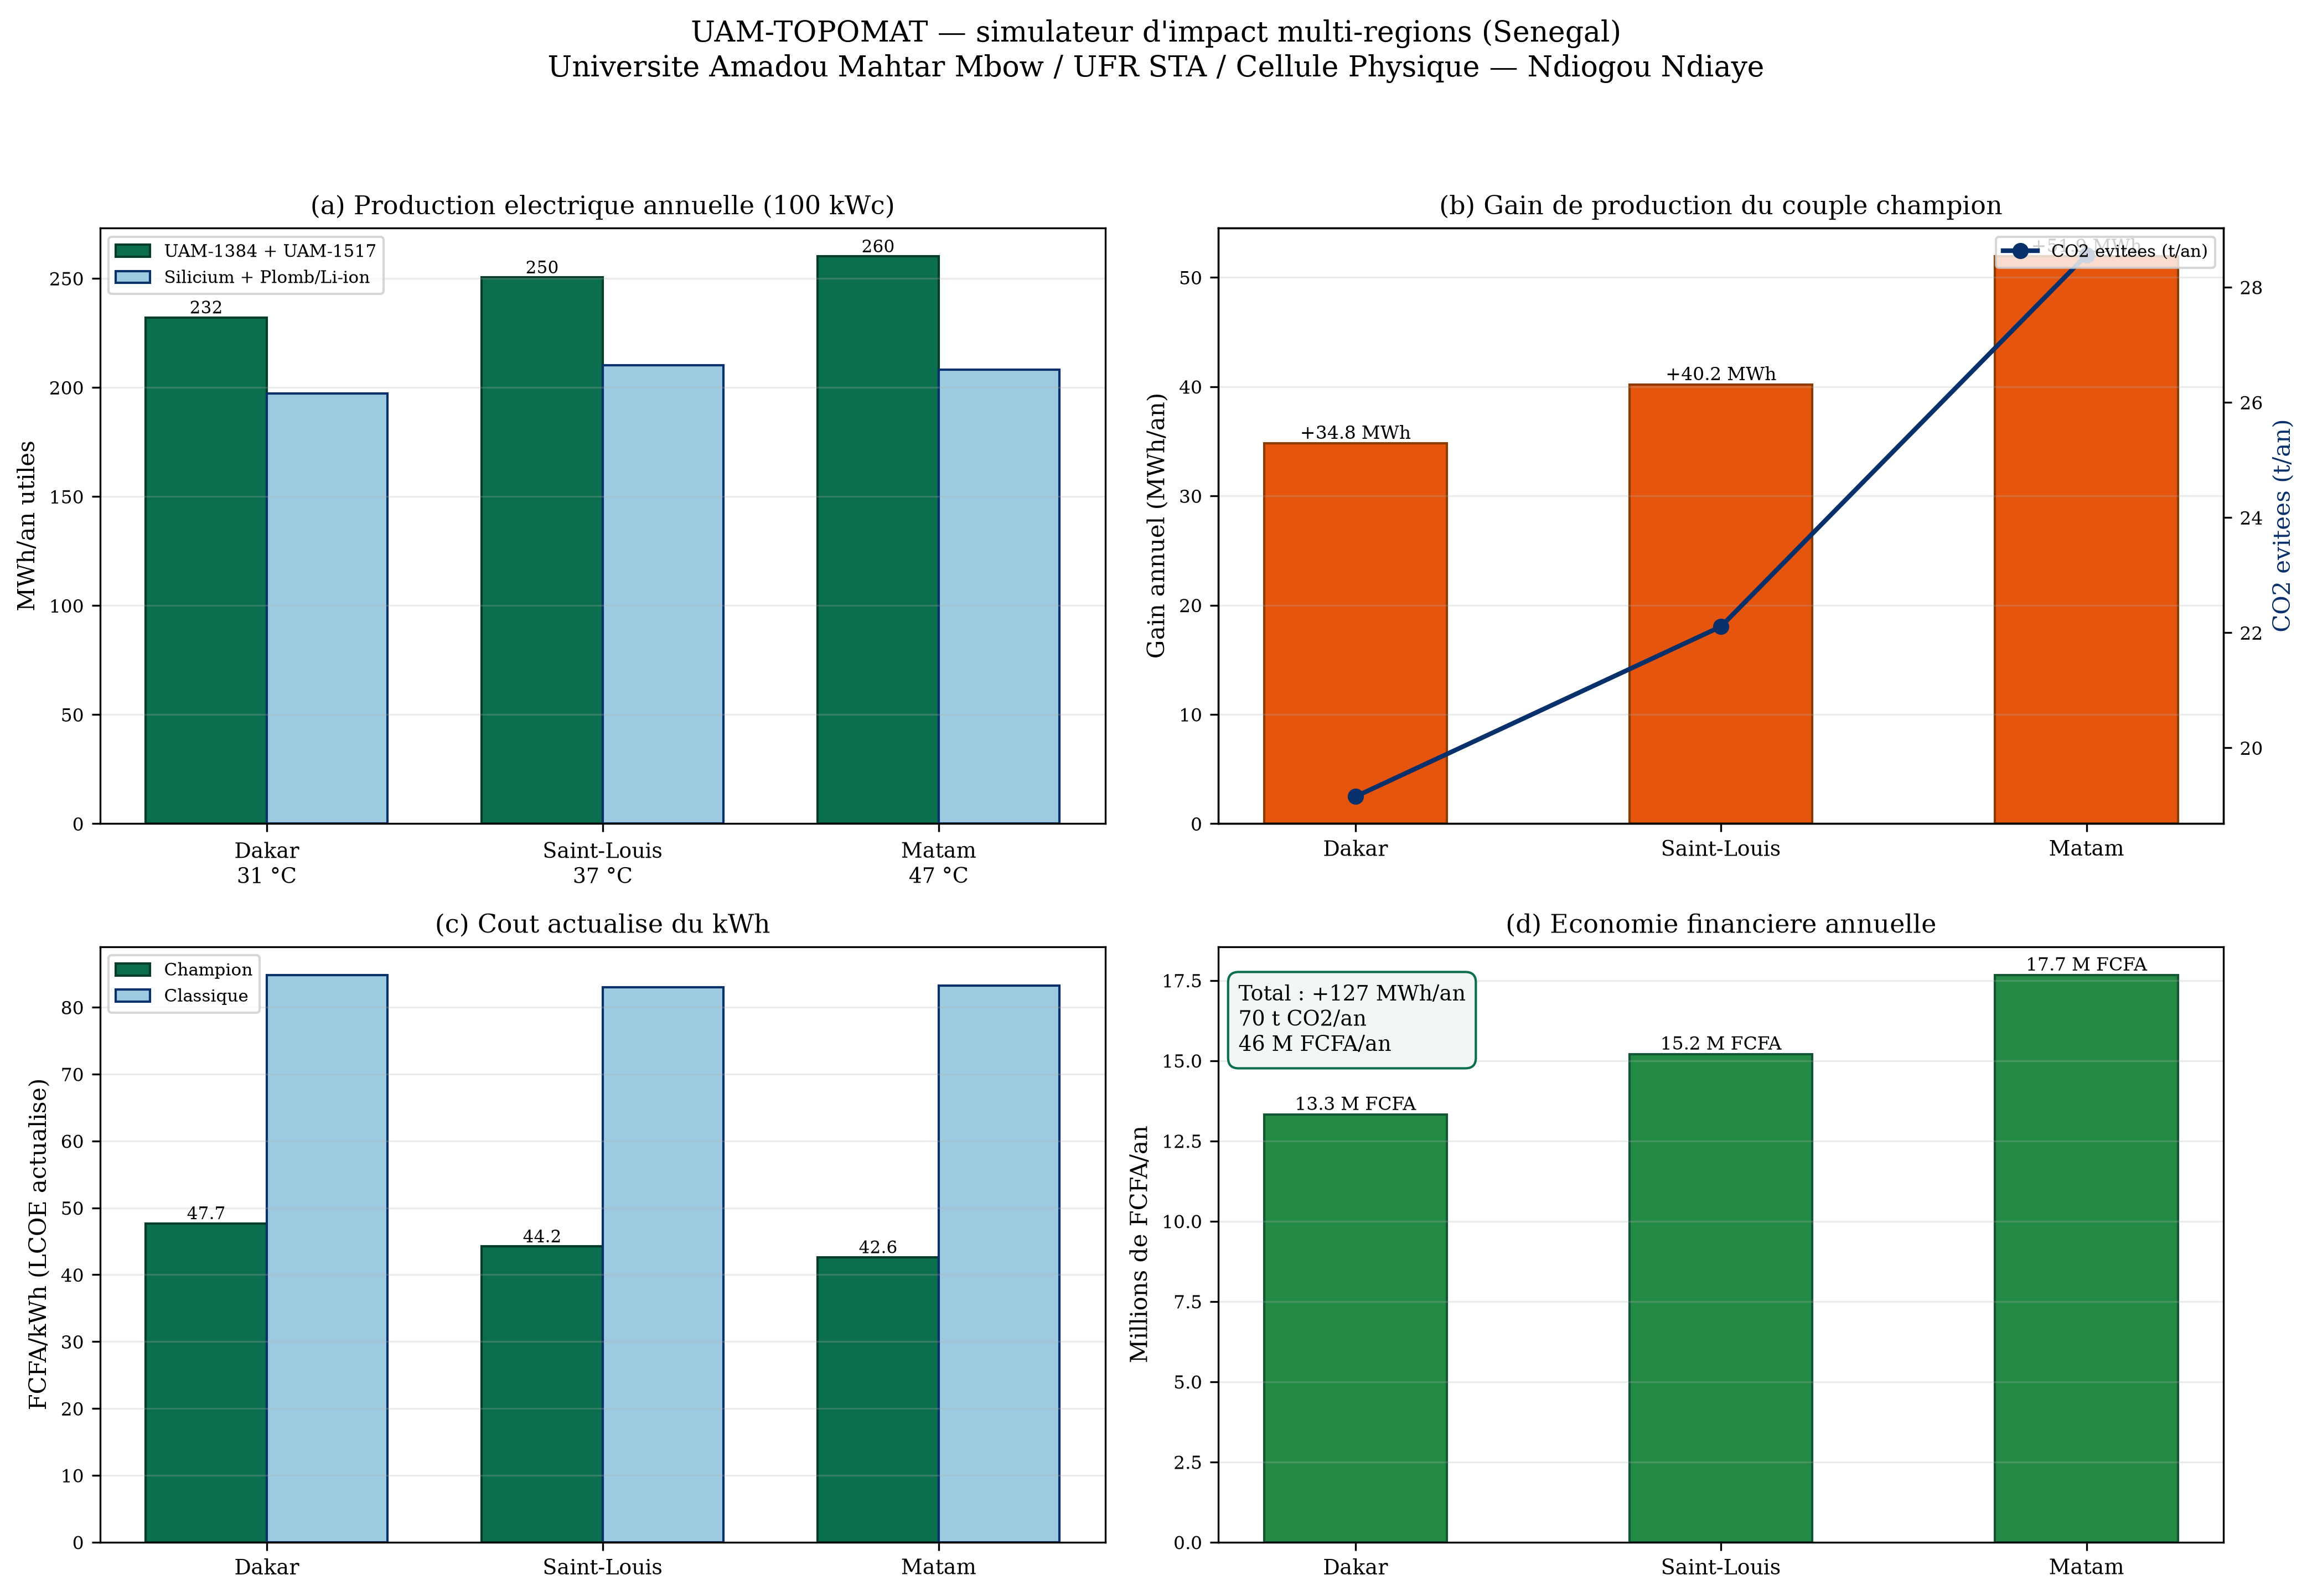 UAM-TOPOMAT — simulateur d'impact multi-regions (Senegal)
Universite Amadou Mahtar Mbow / UFR STA / Cellule Physique — Ndiogou Ndiaye
(a) Production electrique annuelle (100 kWc)
UAM-1384 + UAM-1517
Silicium + Plomb/Li-ion
232
250
260
MWh/an utiles
250
200
150
100
50
0
Dakar
31 °C
Saint-Louis
37 °C
Matam
47 °C
(b) Gain de production du couple champion
CO2 evitees (t/an)
+34.8 MWh
+40.2 MWh
Gain annuel (MWh/an)
50
40
30
20
10
0
28
26
24
22
20
CO2 evitees (t/an)
Dakar
Saint-Louis
Matam
(c) Cout actualise du kWh
Champion
Classique
47.7
44.2
42.6
FCFA/kWh (LCOE actualise)
80
70
60
50
40
30
20
10
0
Dakar
Saint-Louis
Matam
(d) Economie financiere annuelle
Total : +127 MWh/an
70 t CO2/an
46 M FCFA/an
13.3 M FCFA
15.2 M FCFA
17.7 M FCFA
Millions de FCFA/an
17.5
15.0
12.5
10.0
7.5
5.0
2.5
0.0
Dakar
Saint-Louis
Matam